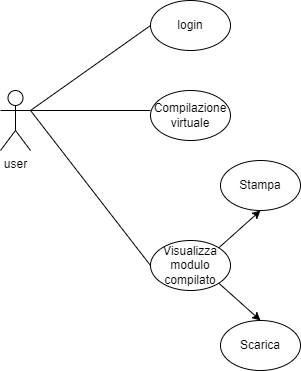 login
Compilazione
virtuale
user
Stampa
Visualizza
modulo
compilato
Scarica